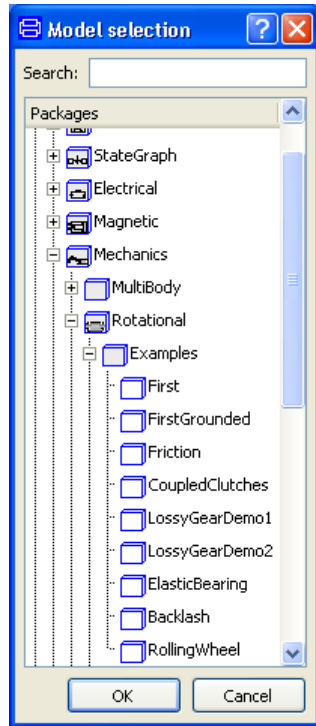 Model selection
Search:
Packages
StateGraph
Electrical
Magnetic
Mechanics
MultiBody
Rotational
Examples
First
FirstGrounded
Friction
CoupledClutches
LossyGearDemo1
LossyGearDemo2
ElasticBearing
Backlash
RollingWheel
OK Cancel